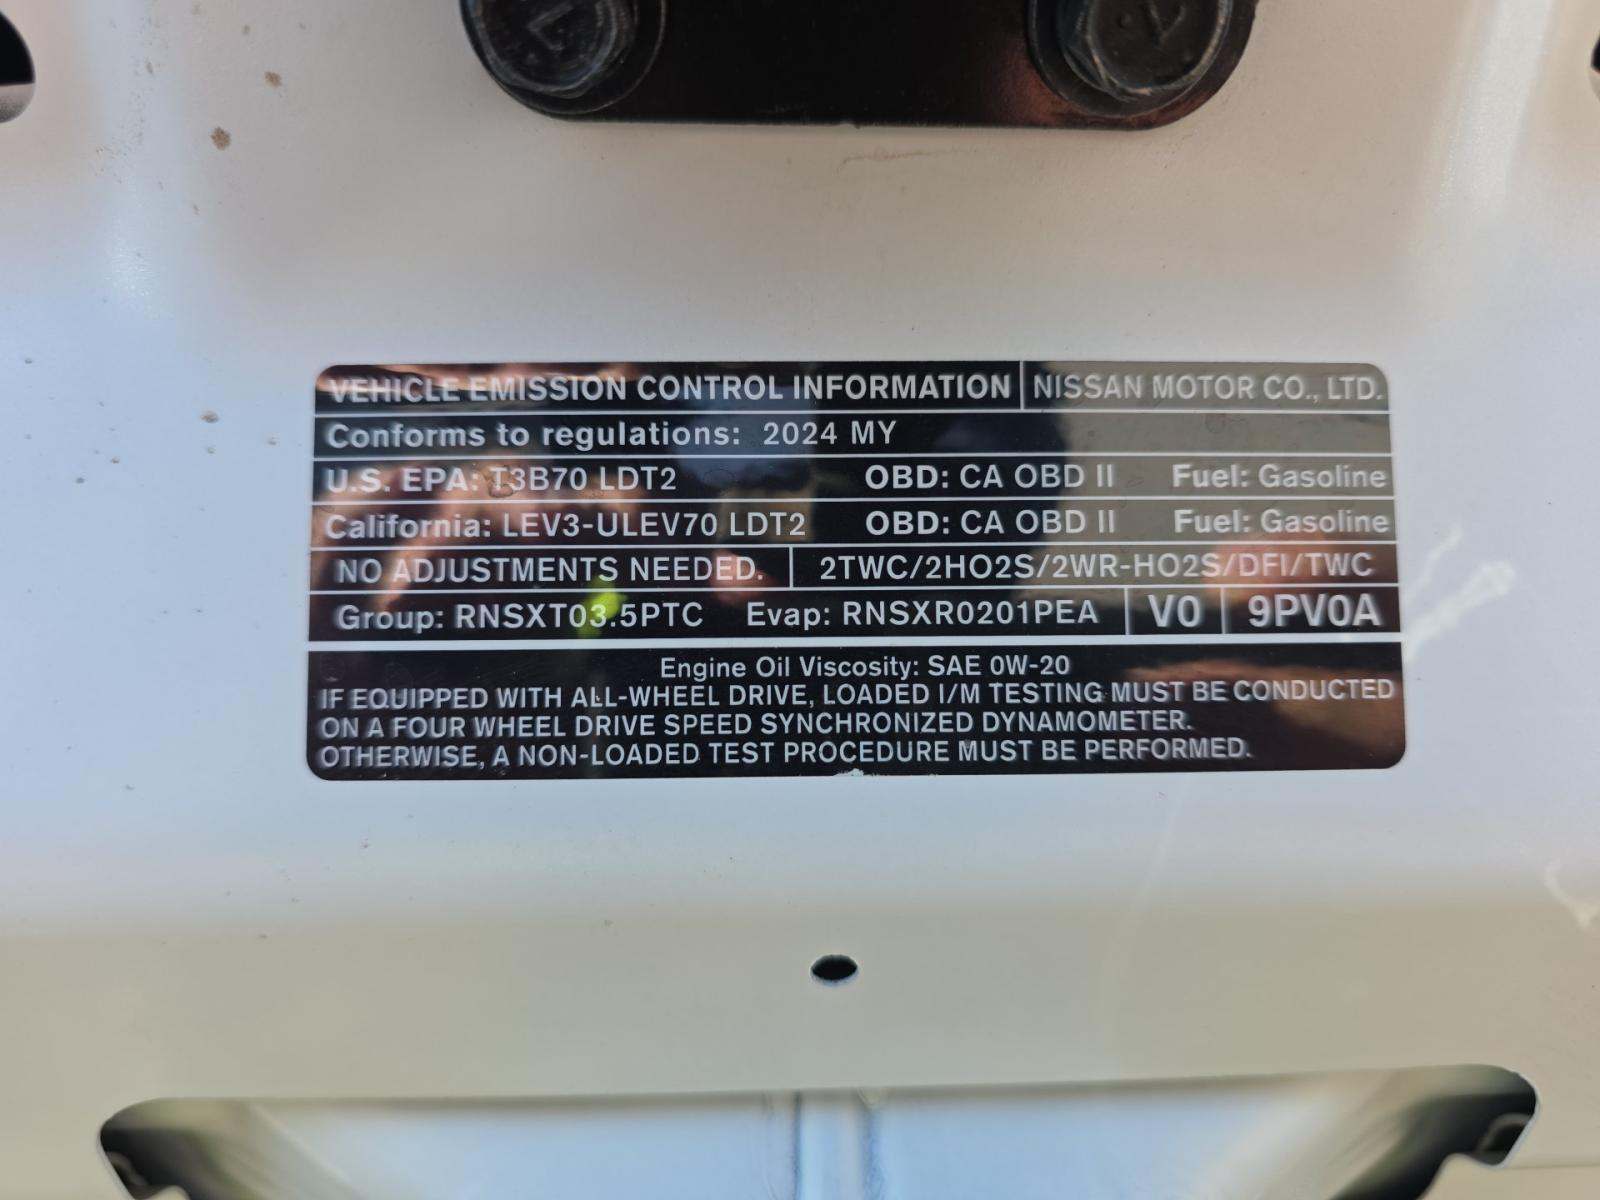 VEHICLE EMISSION CONTROL INFORMATION NISSAN MOTOR CO., LTD.
Conforms to regulations: 2024 MY
U.S. EPA: T3B70 LDT2 OBD: CA OBD II Fuel: Gasoline
California: LEV3-ULEV70 LDT2 OBD: CA OBD II Fuel: Gasoline
NO ADJUSTMENTS NEEDED. 2TWC/2HO2S/2WR-HO2S/DFI/TWC
Group: RNSXT03.5PTC Evap: RNSXR0201PEA V0 9PV0A
Engine Oil Viscosity: SAE 0W-20
IF EQUIPPED WITH ALL-WHEEL DRIVE, LOADED I/M TESTING MUST BE CONDUCTED
ON A FOUR WHEEL DRIVE SPEED SYNCHRONIZED DYNAMOMETER.
OTHERWISE, A NON-LOADED TEST PROCEDURE MUST BE PERFORMED.